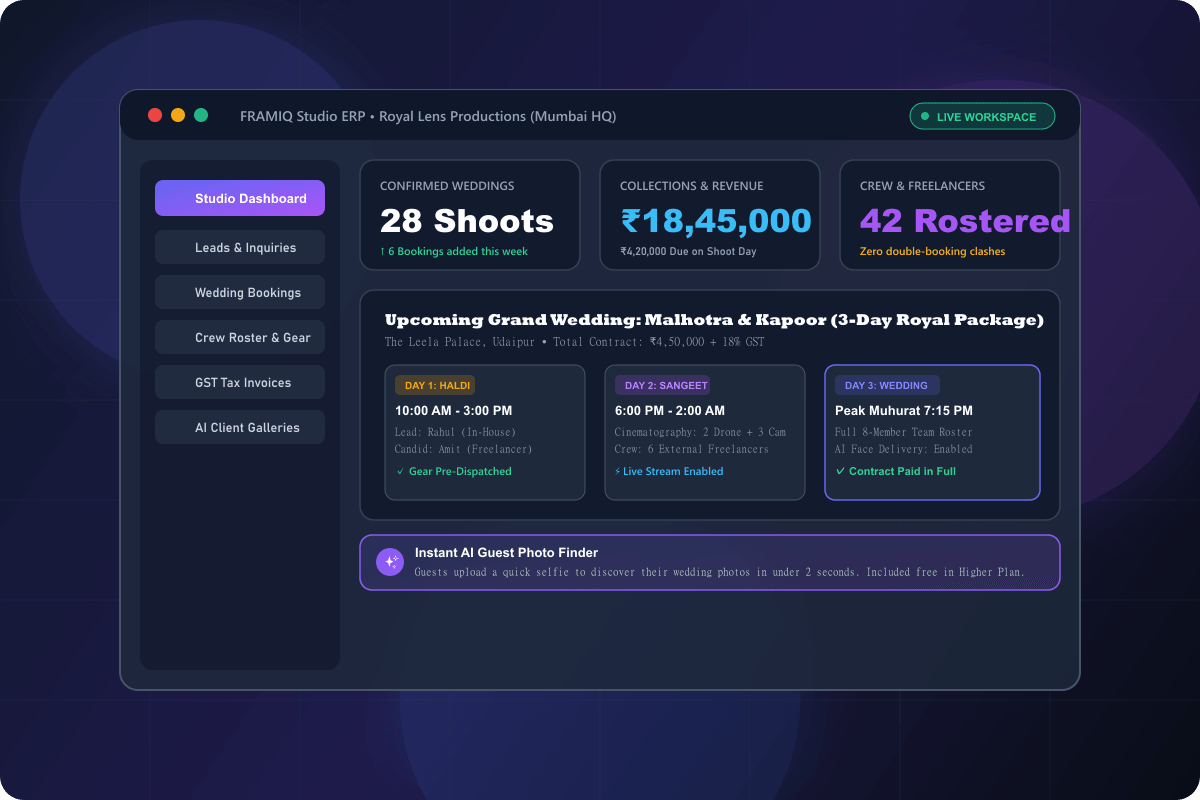 FRAMIQ Studio ERP • Royal Lens Productions (Mumbai HQ)
LIVE WORKSPACE
Studio Dashboard
Leads & Inquiries
Wedding Bookings
Crew Roster & Gear
GST Tax Invoices
AI Client Galleries
CONFIRMED WEDDINGS
28 Shoots
↑ 6 Bookings added this week
COLLECTIONS & REVENUE
₹18,45,000
₹4,20,000 Due on Shoot Day
CREW & FREELANCERS
42 Rostered
Zero double-booking clashes
Upcoming Grand Wedding: Malhotra & Kapoor (3-Day Royal Package)
The Leela Palace, Udaipur • Total Contract: ₹4,50,000 + 18% GST
DAY 1: HALDI
10:00 AM - 3:00 PM
Lead: Rahul (In-House)
Candid: Amit (Freelancer)
✓ Gear Pre-Dispatched
DAY 2: SANGEET
6:00 PM - 2:00 AM
Cinematography: 2 Drone + 3 Cam
Crew: 6 External Freelancers
⚡ Live Stream Enabled
DAY 3: WEDDING
Peak Muhurat 7:15 PM
Full 8-Member Team Roster
AI Face Delivery: Enabled
✓ Contract Paid in Full
Instant AI Guest Photo Finder
Guests upload a quick selfie to discover their wedding photos in under 2 seconds. Included free in Higher Plan.